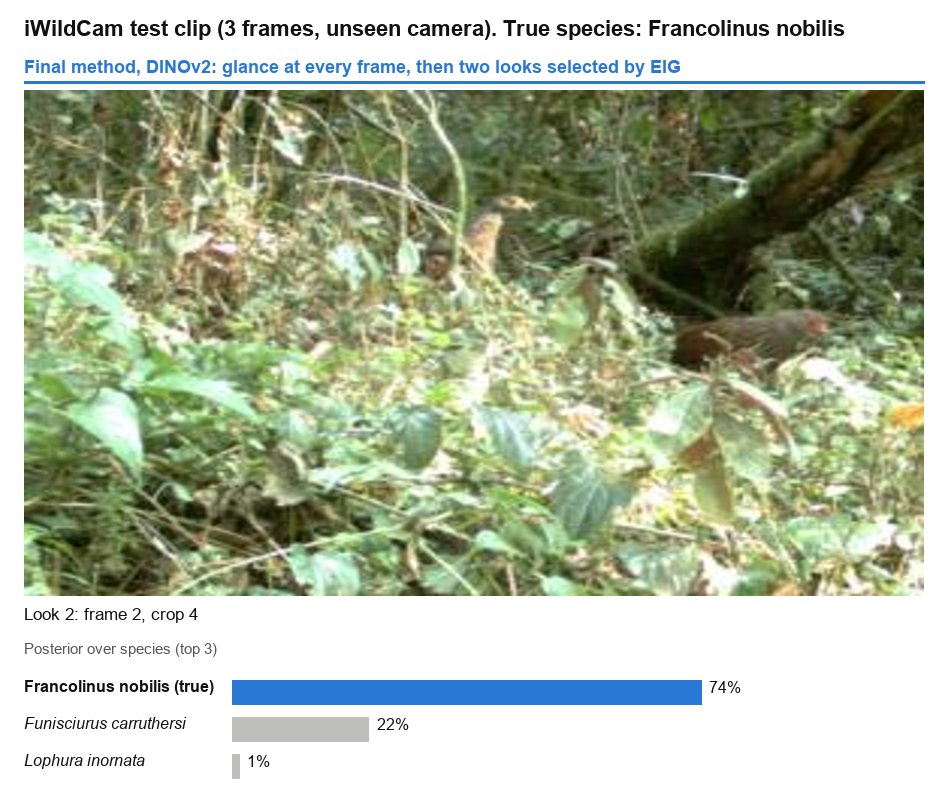 iWildCam test clip (3 frames, unseen camera). True species: Francolinus nobilis
Final method, DINOv2: glance at every frame, then two looks selected by EIG
Look 2: frame 2, crop 4
Posterior over species (top 3)
Francolinus nobilis (true) 74%
Funisciurus carruthersi 22%
Lophura inornata 1%